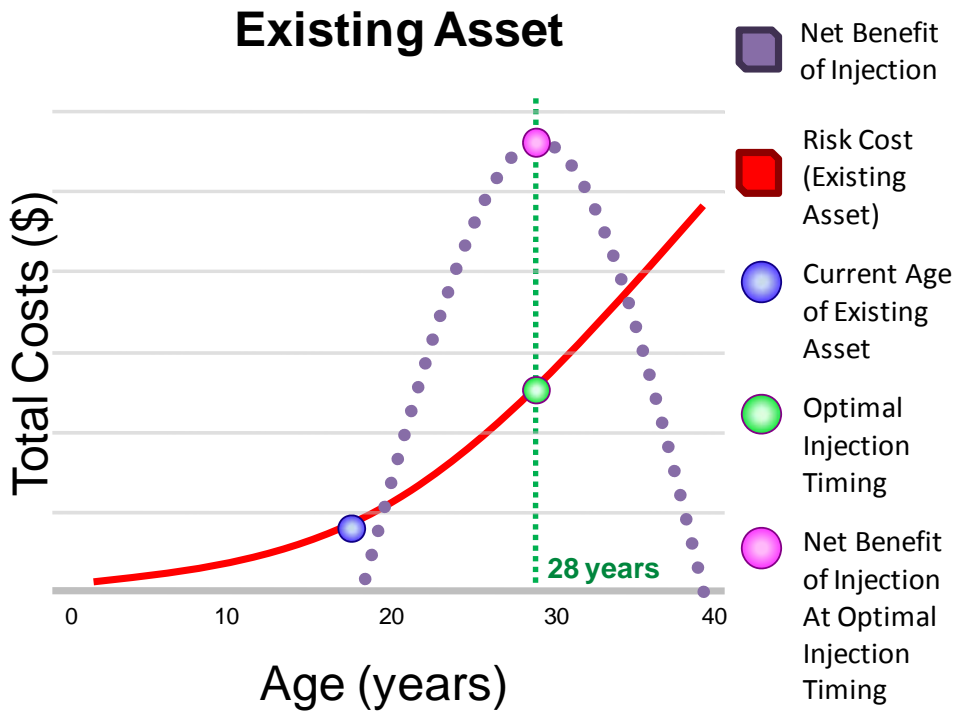 Existing Asset
Total Costs ($)
28 years
0 10 20 30 40
Age (years)
Net Benefit
of Injection
Risk Cost
(Existing
Asset)
Current Age
of Existing
Asset
Optimal
Injection
Timing
Net Benefit
of Injection
At Optimal
Injection
Timing